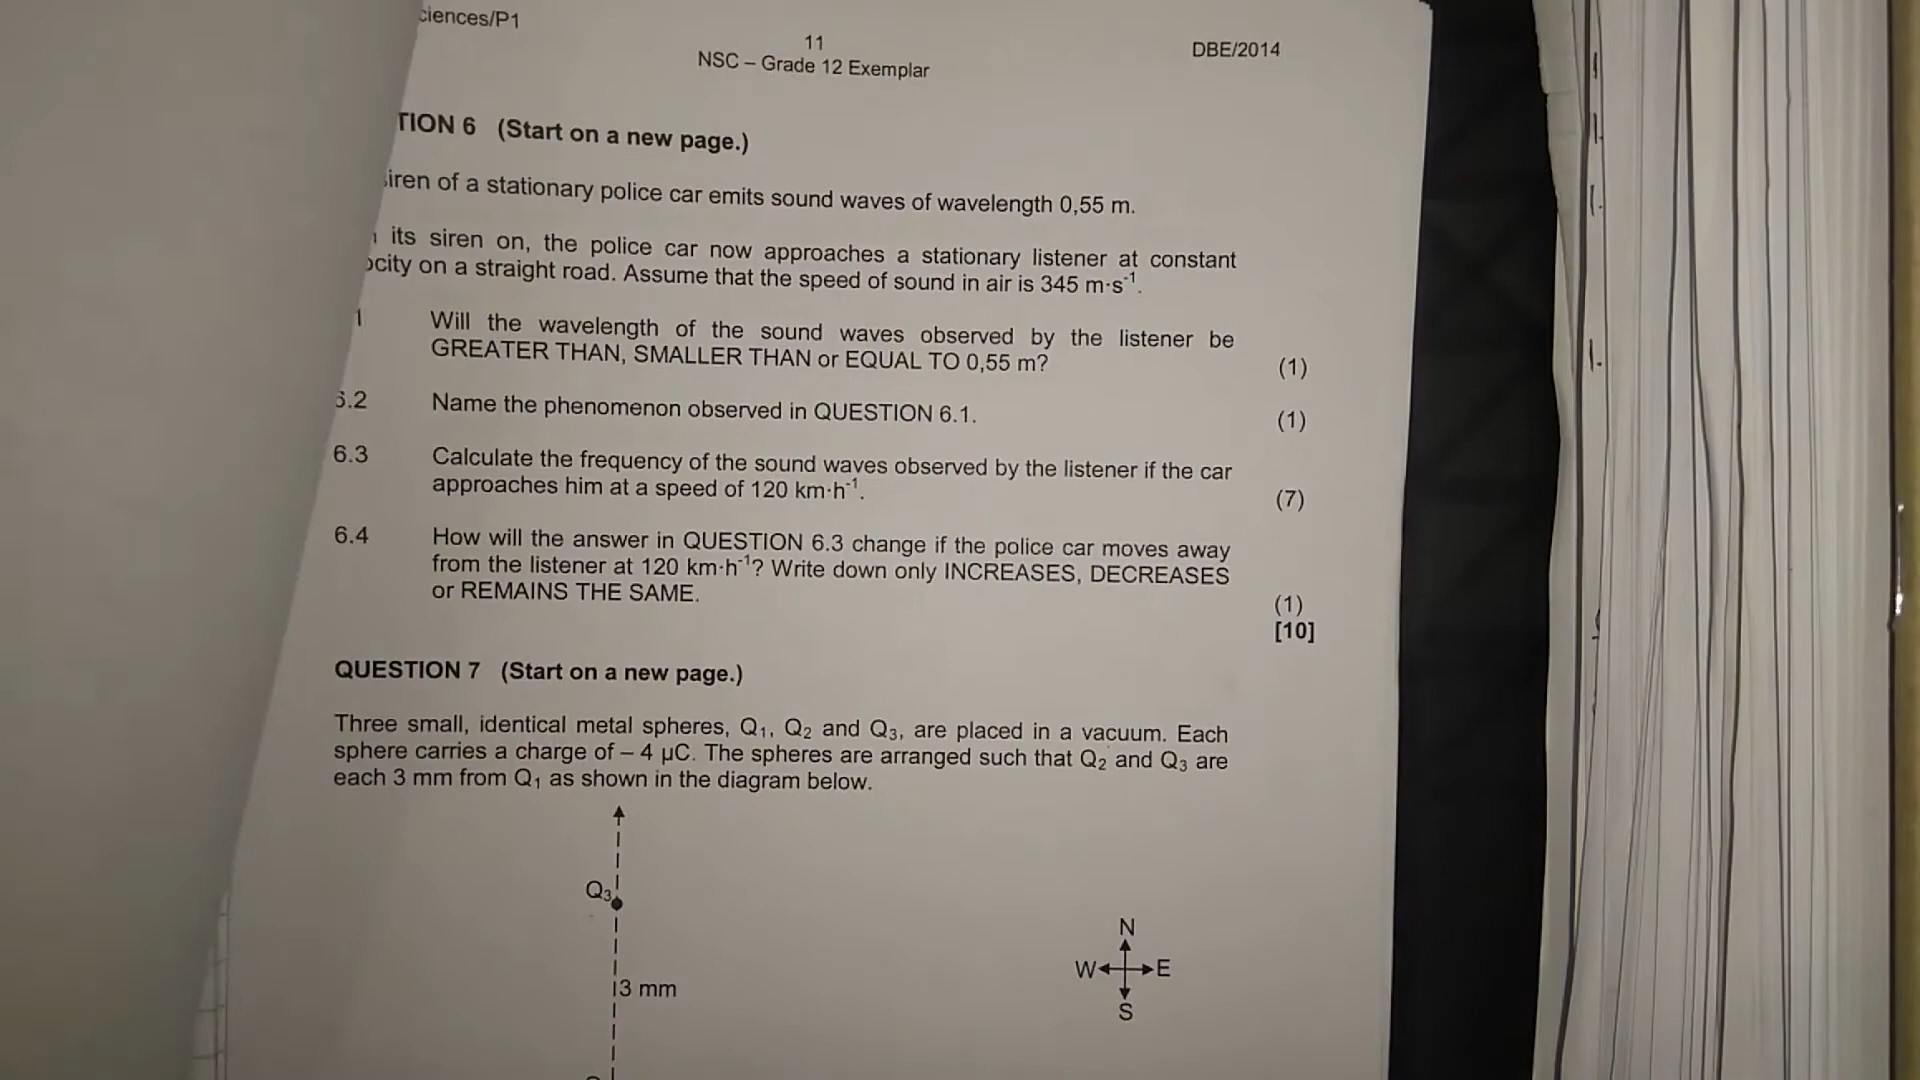 ciences/P1
11
DBE/2014
NSC – Grade 12 Exemplar
TION 6 (Start on a new page.)
iren of a stationary police car emits sound waves of wavelength 0,55 m.
its siren on, the police car now approaches a stationary listener at constant
ocity on a straight road. Assume that the speed of sound in air is 345 m·s⁻¹.
1 Will the wavelength of the sound waves observed by the listener be
GREATER THAN, SMALLER THAN or EQUAL TO 0,55 m? (1)
6.2 Name the phenomenon observed in QUESTION 6.1. (1)
6.3 Calculate the frequency of the sound waves observed by the listener if the car
approaches him at a speed of 120 km·h⁻¹. (7)
6.4 How will the answer in QUESTION 6.3 change if the police car moves away
from the listener at 120 km·h⁻¹? Write down only INCREASES, DECREASES
or REMAINS THE SAME. (1)
[10]
QUESTION 7 (Start on a new page.)
Three small, identical metal spheres, Q₁, Q₂ and Q₃, are placed in a vacuum. Each
sphere carries a charge of – 4 µC. The spheres are arranged such that Q₂ and Q₃ are
each 3 mm from Q₁ as shown in the diagram below.
Q₃
N
W E
3 mm
S